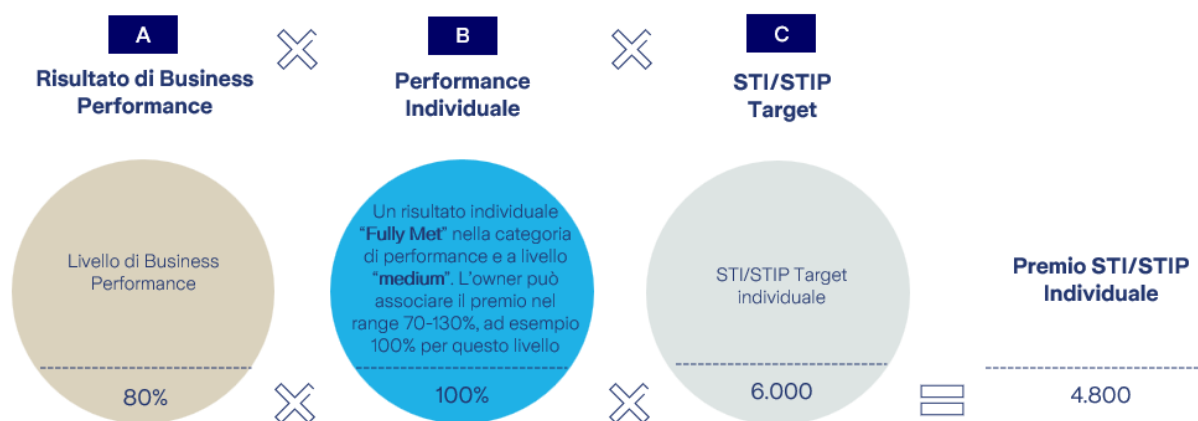 A
B
C
Risultato di Business
Performance
Performance
Individuale
STI/STIP
Target
Livello di Business
Performance
80%
Un risultato individuale
“Fully Met” nella categoria
di performance e a livello
“medium”. L’owner può
associare il premio nel
range 70-130%, ad esempio
100% per questo livello
100%
STI/STIP Target
individuale
6.000
Premio STI/STIP
Individuale
4.800